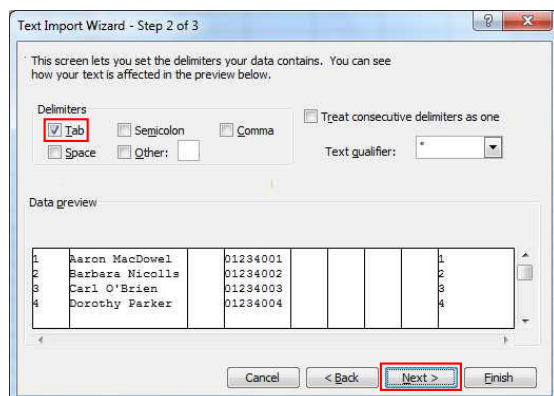 Text Import Wizard - Step 2 of 3
This screen lets you set the delimiters your data contains. You can see
how your text is affected in the preview below.
Delimiters
Tab Semicolon Comma
Space Other:
Treat consecutive delimiters as one
Text qualifier: "
Data preview
1 Aaron MacDowel 01234001 1
2 Barbara Nicolls 01234002 2
3 Carl O'Brien 01234003 3
4 Dorothy Parker 01234004 4
Cancel < Back Next > Finish